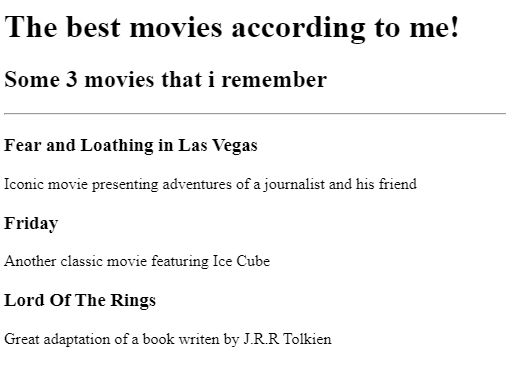 The best movies according to me!
Some 3 movies that i remember
Fear and Loathing in Las Vegas
Iconic movie presenting adventures of a journalist and his friend
Friday
Another classic movie featuring Ice Cube
Lord Of The Rings
Great adaptation of a book writen by J.R.R Tolkien